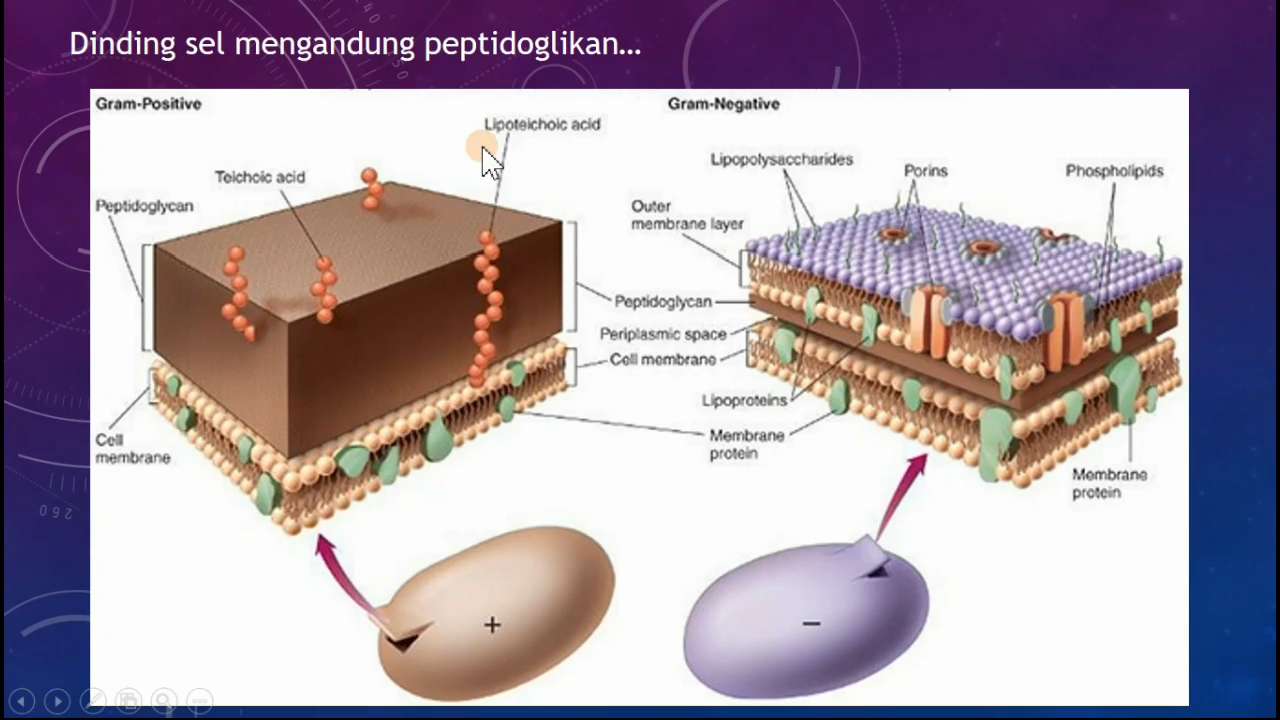 Dinding sel mengandung peptidoglikan...
Gram-Positive
Gram-Negative
Lipoteichoic acid
Teichoic acid
Peptidoglycan
Cell
membrane
Lipopolysaccharides
Porins
Phospholipids
Outer
membrane layer
Peptidoglycan
Periplasmic space
Cell membrane
Lipoproteins
Membrane
protein
Membrane
protein
+
−
260